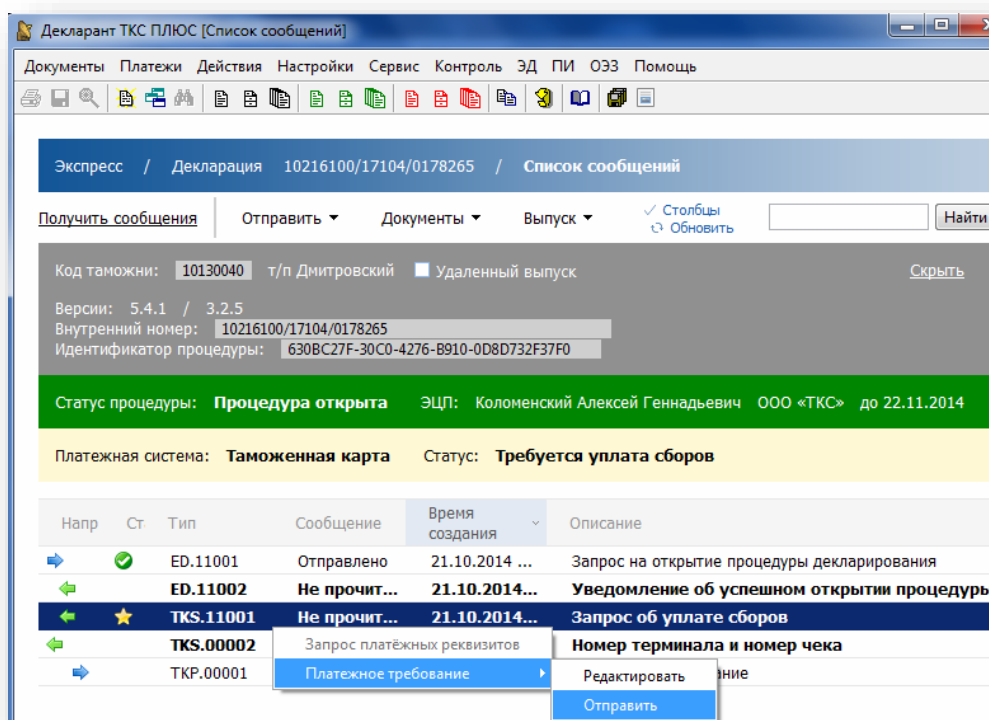 Декларант ТКС ПЛЮС [Список сообщений]
Документы Платежи Действия Настройки Сервис Контроль ЭД ПИ ОЭЗ Помощь
Экспресс / Декларация 10216100/17104/0178265 / Список сообщений
Получить сообщения Отправить Документы Выпуск Столбцы Обновить Найти
Код таможни: 10130040 т/п Дмитровский Удаленный выпуск Скрыть
Версии: 5.4.1 / 3.2.5
Внутренний номер: 10216100/17104/0178265
Идентификатор процедуры: 630BC27F-30C0-4276-B910-0D8D732F37F0
Статус процедуры: Процедура открыта ЭЦП: Коломенский Алексей Геннадьевич ООО «ТКС» до 22.11.2014
Платежная система: Таможенная карта Статус: Требуется уплата сборов
Напр Ст Тип Сообщение Время создания Описание
ED.11001 Отправлено 21.10.2014 ... Запрос на открытие процедуры декларирования
ED.11002 Не прочит... 21.10.2014... Уведомление об успешном открытии процедуры
TKS.11001 Не прочит... 21.10.2014... Запрос об уплате сборов
TKS.00002 Запрос платёжных реквизитов Номер терминала и номер чека
TKP.00001 Платежное требование Редактировать ние
Отправить